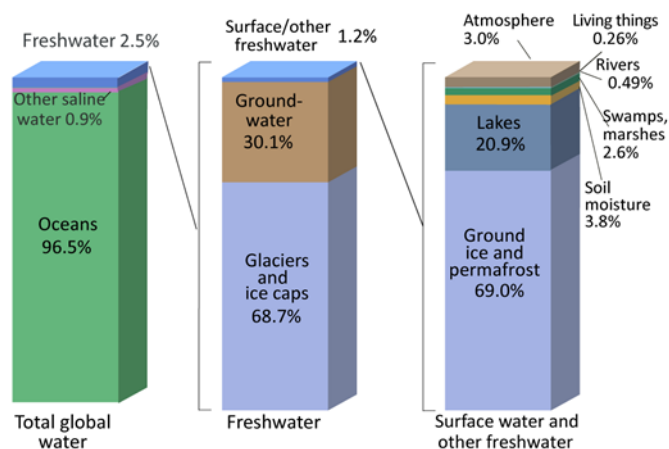 Freshwater 2.5%
Other saline
water 0.9%
Oceans
96.5%
Total global
water
Surface/other
freshwater
1.2%
Ground-
water
30.1%
Glaciers
and
ice caps
68.7%
Freshwater
Atmosphere
3.0%
Living things
0.26%
Rivers
0.49%
Swamps,
marshes
2.6%
Soil
moisture
3.8%
Lakes
20.9%
Ground
ice and
permafrost
69.0%
Surface water and
other freshwater